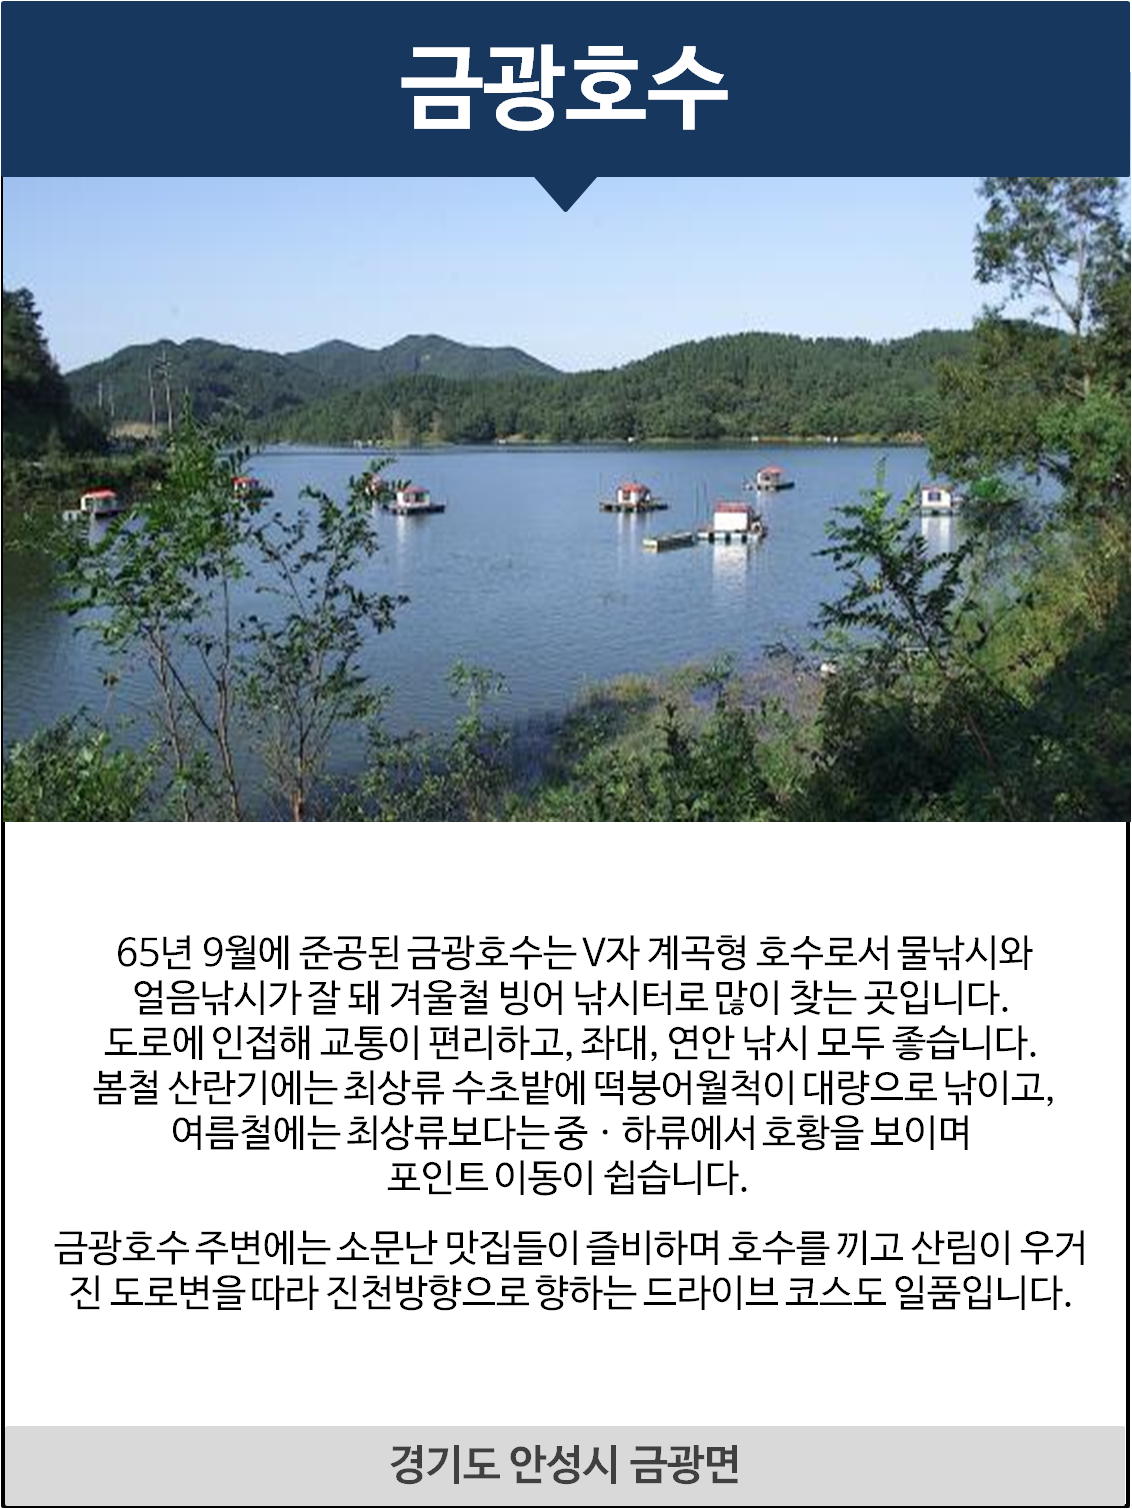 금광호수
65년 9월에 준공된 금광호수는 V자 계곡형 호수로서 물낚시와
얼음낚시가 잘 돼 겨울철 빙어 낚시터로 많이 찾는 곳입니다.
도로에 인접해 교통이 편리하고, 좌대, 연안 낚시 모두 좋습니다.
봄철 산란기에는 최상류 수초밭에 떡붕어월척이 대량으로 낚이고,
여름철에는 최상류보다는 중ㆍ하류에서 호황을 보이며
포인트 이동이 쉽습니다.
금광호수 주변에는 소문난 맛집들이 즐비하며 호수를 끼고 산림이 우거
진 도로변을 따라 진천방향으로 향하는 드라이브 코스도 일품입니다.
경기도 안성시 금광면